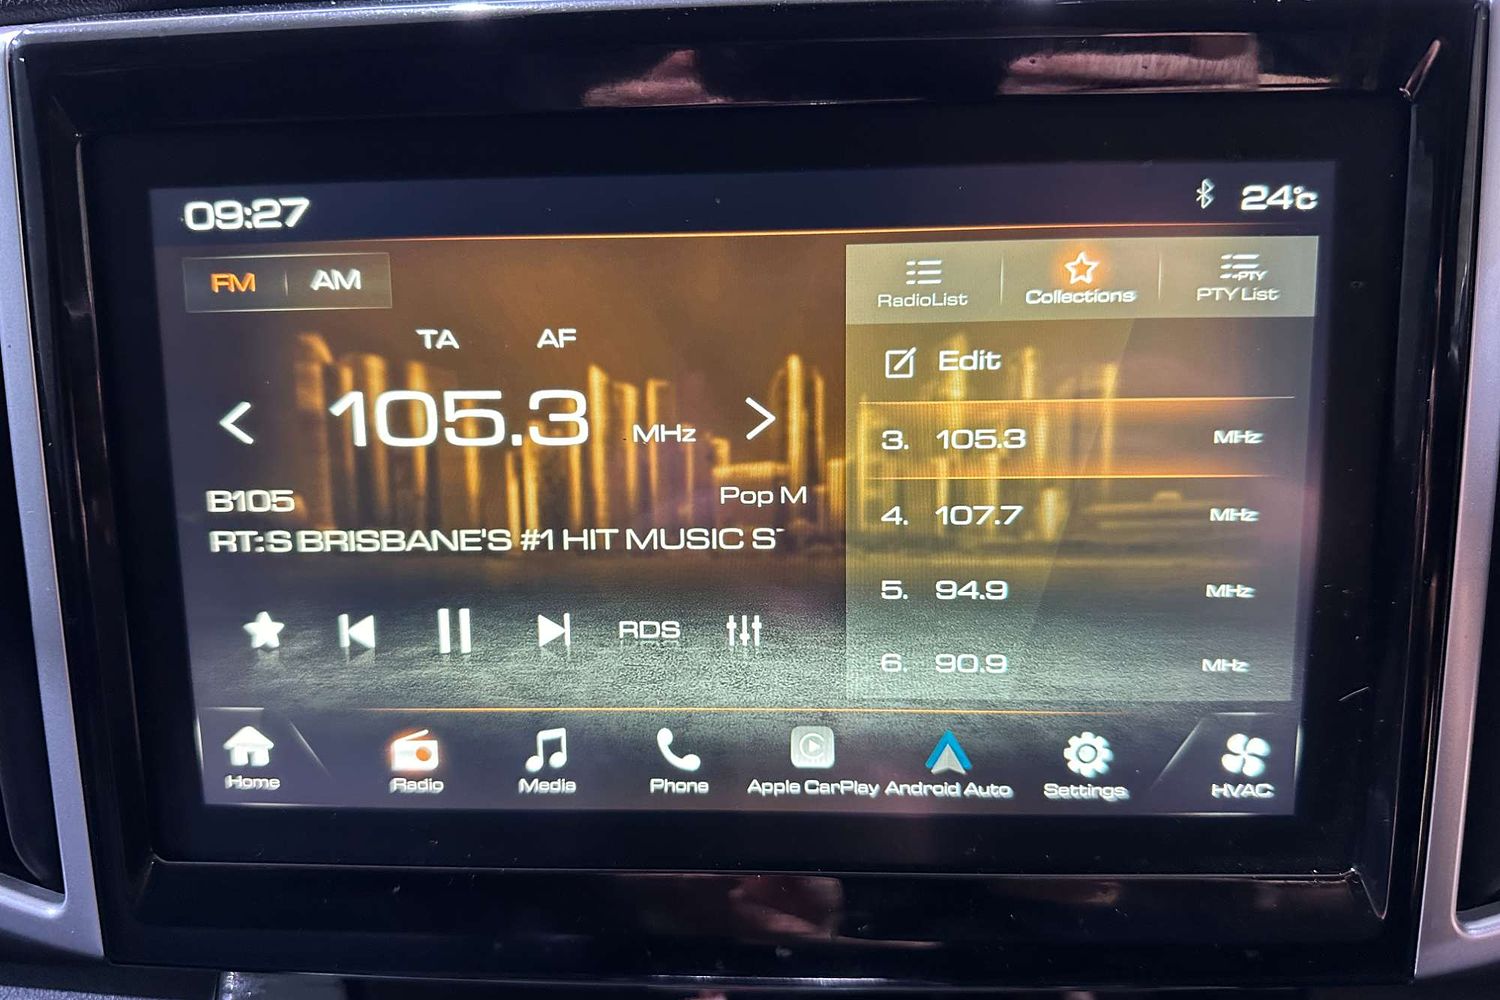 09:27
24℃
FM AM
TA AF
105.3 MHz
B105 Pop M
RT:S BRISBANE'S #1 HIT MUSIC S
RDS
RadioList Collections PTY List
PTY
Edit
3. 105.3 MHz
4. 107.7 MHz
5. 94.9 MHz
6. 90.9 MHz
Home Radio Media Phone Apple CarPlay Android Auto Settings HVAC